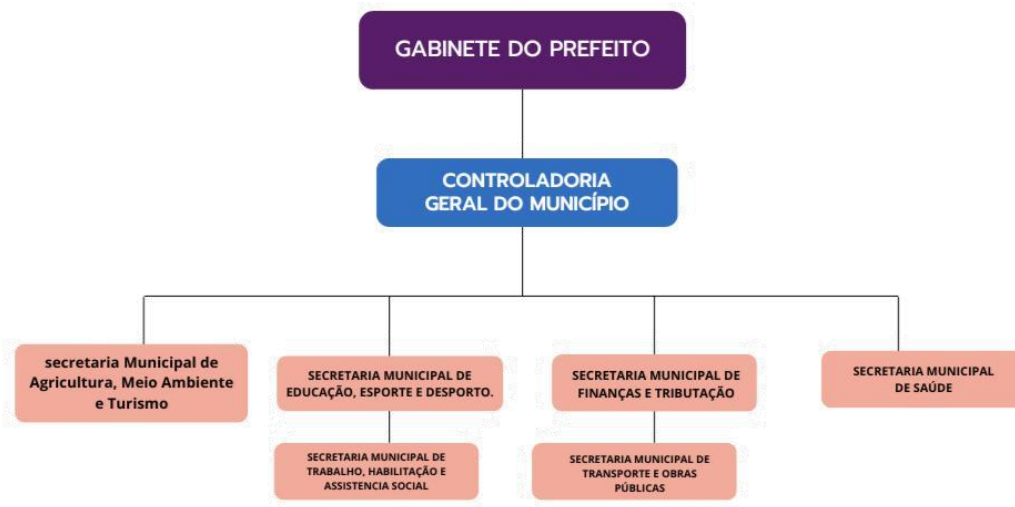 GABINETE DO PREFEITO
CONTROLADORIA
GERAL DO MUNICÍPIO
secretaria Municipal de
Agricultura, Meio Ambiente
e Turismo
SECRETARIA MUNICIPAL DE
EDUCAÇÃO, ESPORTE E DESPORTO.
SECRETARIA MUNICIPAL DE
FINANÇAS E TRIBUTAÇÃO
SECRETARIA MUNICIPAL
DE SAÚDE
SECRETARIA MUNICIPAL DE
TRABALHO, HABILITAÇÃO E
ASSISTENCIA SOCIAL
SECRETARIA MUNICIPAL DE
TRANSPORTE E OBRAS
PÚBLICAS